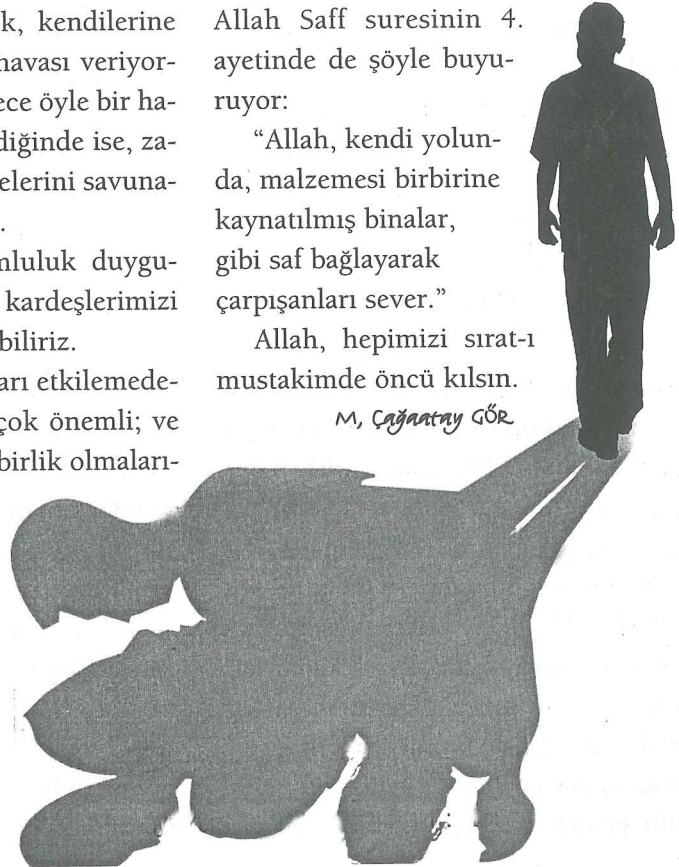 k, kendilerine
havası veriyor-
ece öyle bir ha-
diğinde ise, za-
elerini savuna-
.
nluluk duygu-
kardeşlerimizi
biliriz.
arı etkilemede-
çok önemli; ve
birlik olmaları-
Allah Saff suresinin 4.
ayetinde de şöyle buyu-
ruyor:
“Allah, kendi yolun-
da, malzemesi birbirine
kaynatılmış binalar,
gibi saf bağlayarak
çarpışanları sever.”
Allah, hepimizi sırat-ı
mustakimde öncü kılsın.
M, Çağaatay GÖR